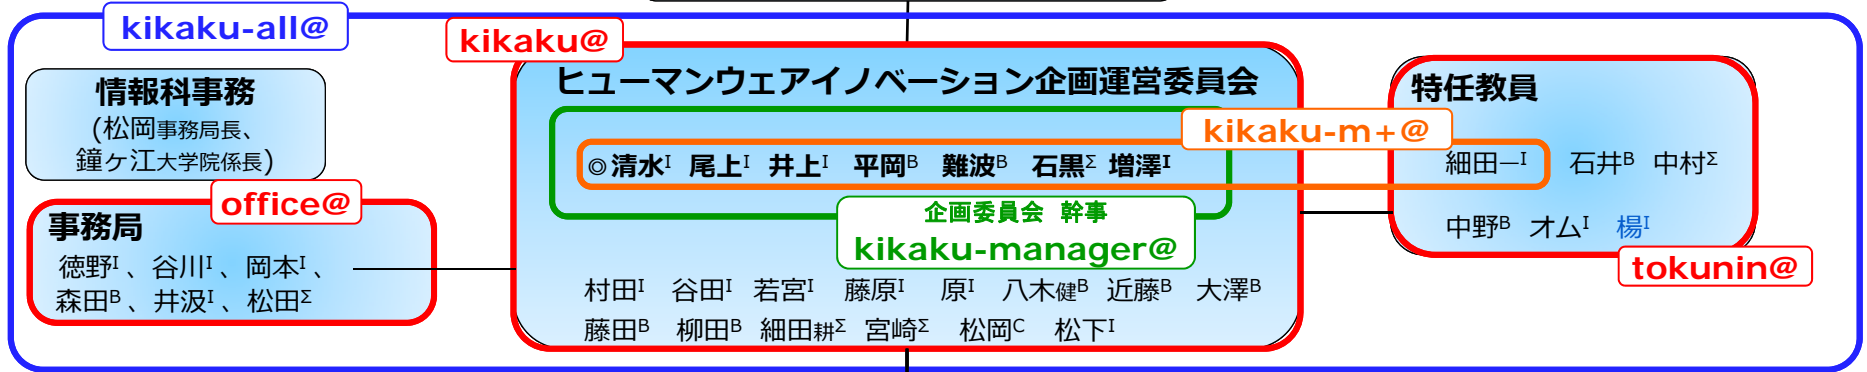 kikaku-all@
kikaku@
ヒューマンウェアイノベーション企画運営委員会
kikaku-m+@
◎清水I 尾上I 井上I 平岡B 難波B 石黒Σ 増澤I
企画委員会 幹事
kikaku-manager@
村田I 谷田I 若宮I 藤原I 原I 八木健B 近藤B 大澤B
藤田B 柳田B 細田耕Σ 宮崎Σ 松岡C 松下I
情報科事務
(松岡事務局長、
鐘ヶ江大学院係長)
office@
事務局
徳野I、谷川I、岡本I、
森田B、井汲I、松田Σ
特任教員
細田一I 石井B 中村Σ
中野B オムI 楊I
tokunin@